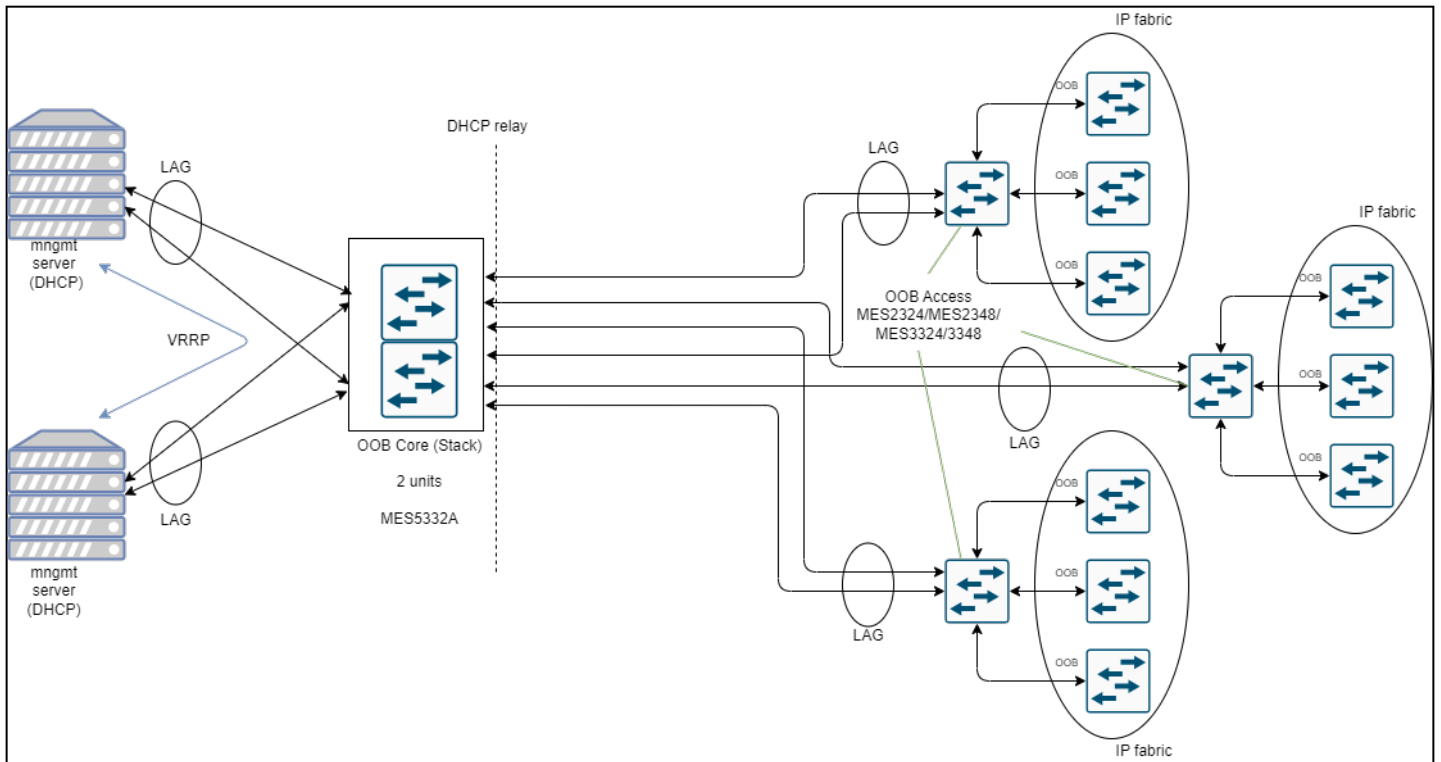 IP fabric
OOB
DHCP relay
LAG
LAG
OOB
IP fabric
mngmt
server
(DHCP)
OOB
OOB
OOB Access
MES2324/MES2348/
MES3324/3348
VRRP
OOB
LAG
LAG
OOB Core (Stack)
2 units
MES5332A
OOB
OOB
LAG
mngmt
server
(DHCP)
OOB
LAG
OOB
IP fabric